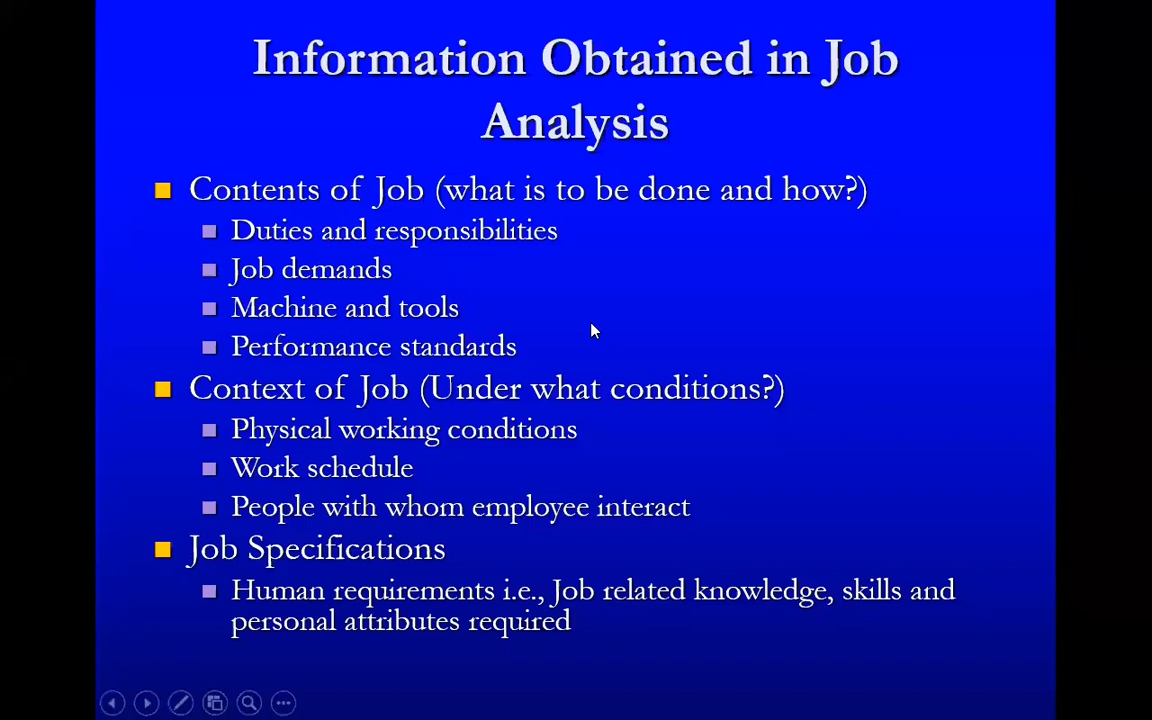 Information Obtained in Job
Analysis
Contents of Job (what is to be done and how?)
Duties and responsibilities
Job demands
Machine and tools
Performance standards
Context of Job (Under what conditions?)
Physical working conditions
Work schedule
People with whom employee interact
Job Specifications
Human requirements i.e., Job related knowledge, skills and
personal attributes required